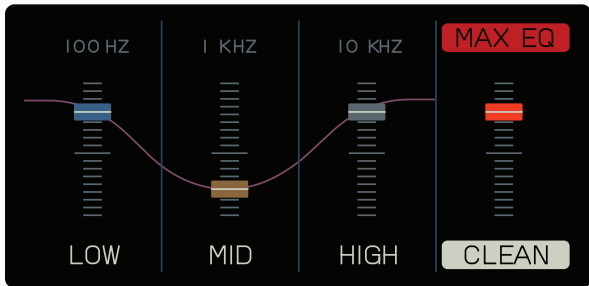 100 HZ
1 KHZ
10 KHZ
MAX EQ
LOW
MID
HIGH
CLEAN